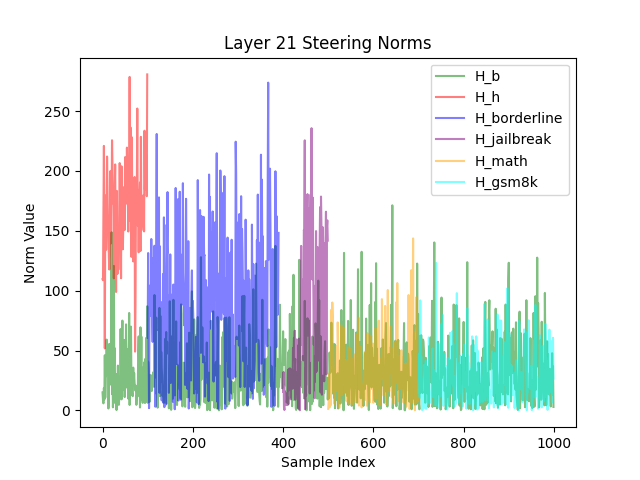 Layer 21 Steering Norms
Norm Value
250
200
150
100
50
0
0
200
400
600
800
1000
Sample Index
H_b
H_h
H_borderline
H_jailbreak
H_math
H_gsm8k